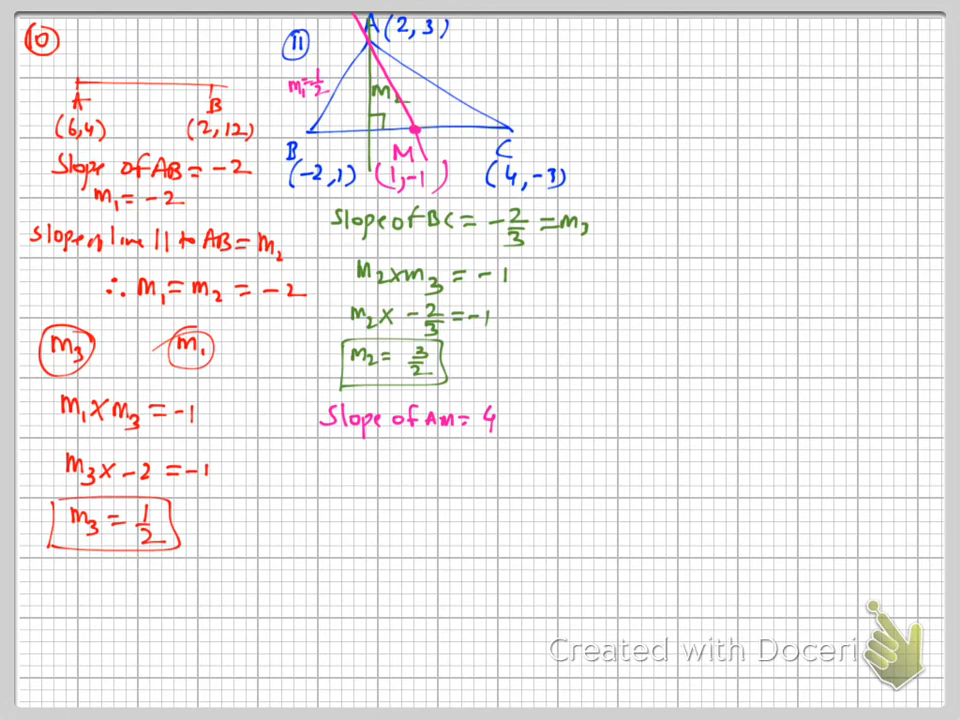 10
A
B
(6,4)
(2,12)
Slope of AB = -2
m₁ = -2
Slope of line || to AB = m₂
∴ m₁ = m₂ = -2
m₃
m₁
m₁ x m₃ = -1
m₃ x -2 = -1
m₃ = 1/2
11
A (2,3)
m₁ = 1/2
M₂
B
(-2,1)
M
(1,-1)
C
(4,-3)
Slope of BC = -2/3 = m₃
M₂ x m₃ = -1
m₂ x -2/3 = -1
m₂ = 3/2
Slope of AM = 4
Created with Doceri